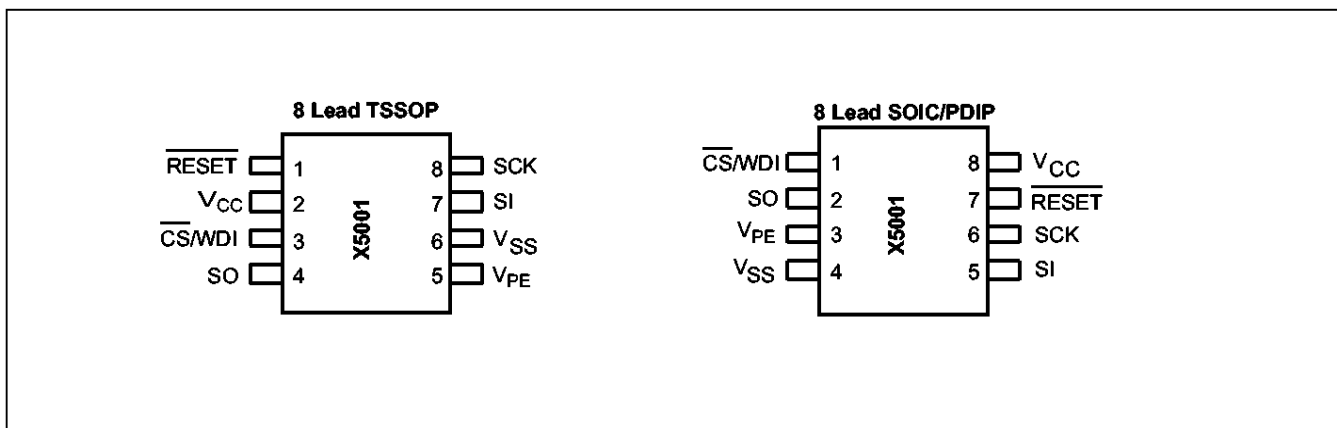 8 Lead TSSOP
RESET 1 8 SCK
VCC 2 7 SI
CS/WDI 3 6 VSS
SO 4 5 VPE
X5001
8 Lead SOIC/PDIP
CS/WDI 1 8 VCC
SO 2 7 RESET
VPE 3 6 SCK
VSS 4 5 SI
X5001